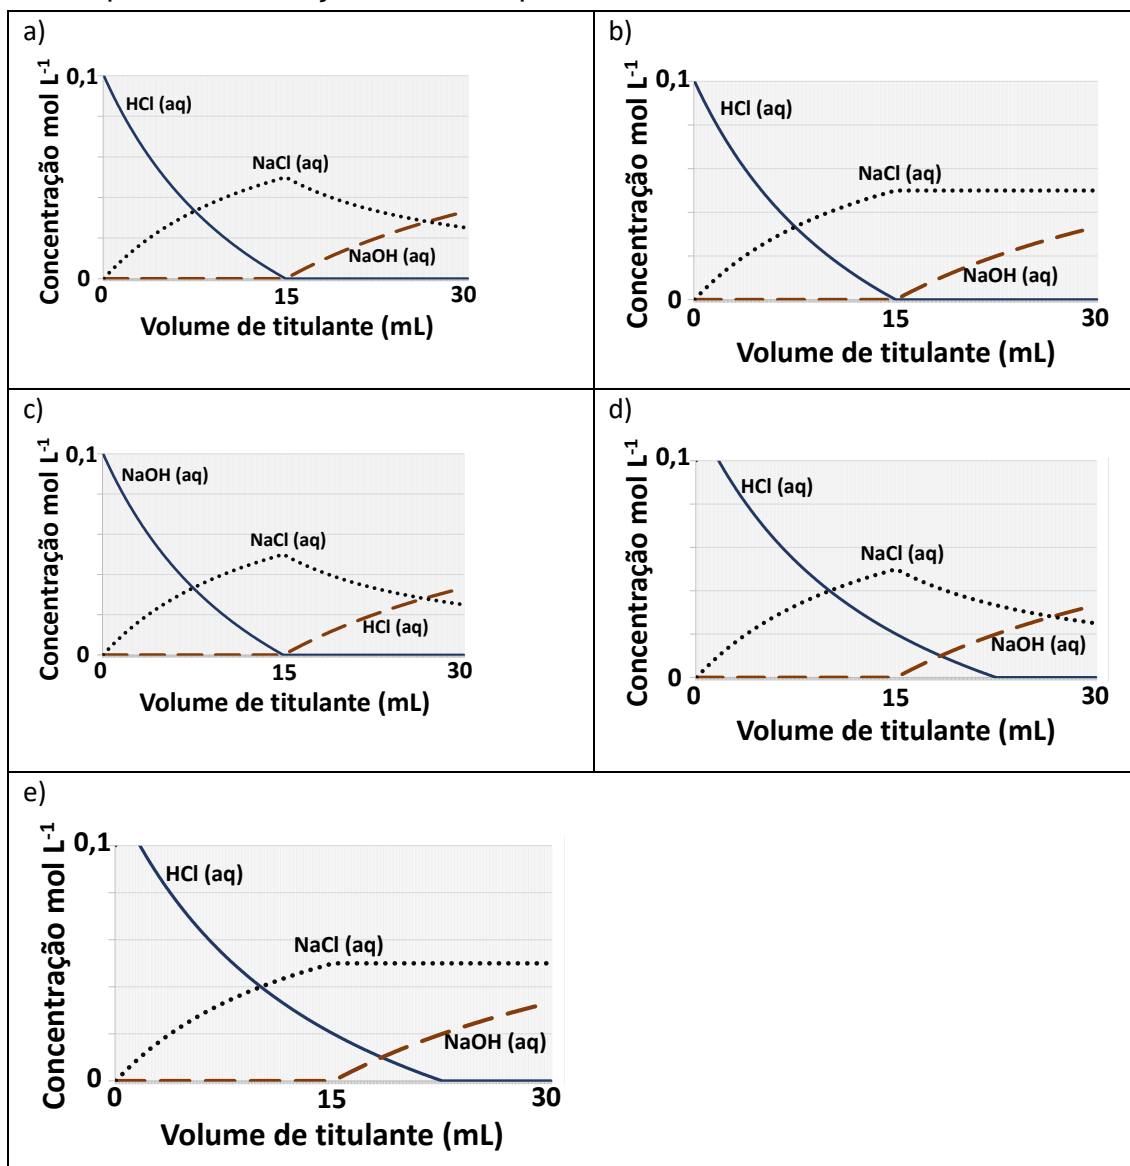 a)
Concentração mol L⁻¹
0,1
HCl (aq)
NaCl (aq)
NaOH (aq)
0
0
15
30
Volume de titulante (mL)
b)
Concentração mol L⁻¹
0,1
HCl (aq)
NaCl (aq)
NaOH (aq)
0
0
15
30
Volume de titulante (mL)
c)
Concentração mol L⁻¹
0,1
NaOH (aq)
NaCl (aq)
HCl (aq)
0
0
15
30
Volume de titulante (mL)
d)
Concentração mol L⁻¹
0,1
HCl (aq)
NaCl (aq)
NaOH (aq)
0
0
15
30
Volume de titulante (mL)
e)
Concentração mol L⁻¹
0,1
HCl (aq)
NaCl (aq)
NaOH (aq)
0
0
15
30
Volume de titulante (mL)